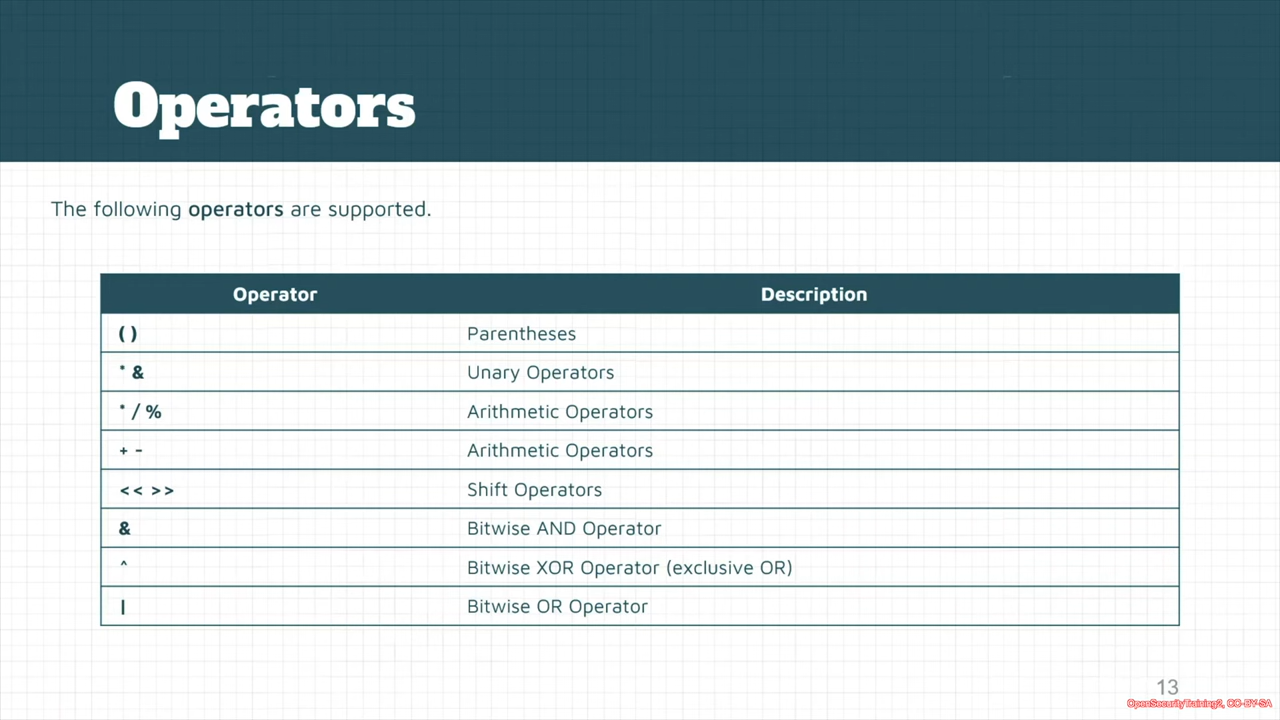 Operators
The following operators are supported.
Operator Description
( ) Parentheses
* & Unary Operators
* / % Arithmetic Operators
+ - Arithmetic Operators
<< >> Shift Operators
& Bitwise AND Operator
^ Bitwise XOR Operator (exclusive OR)
| Bitwise OR Operator
13
OpenSecurityTraining2, CC-BY-SA